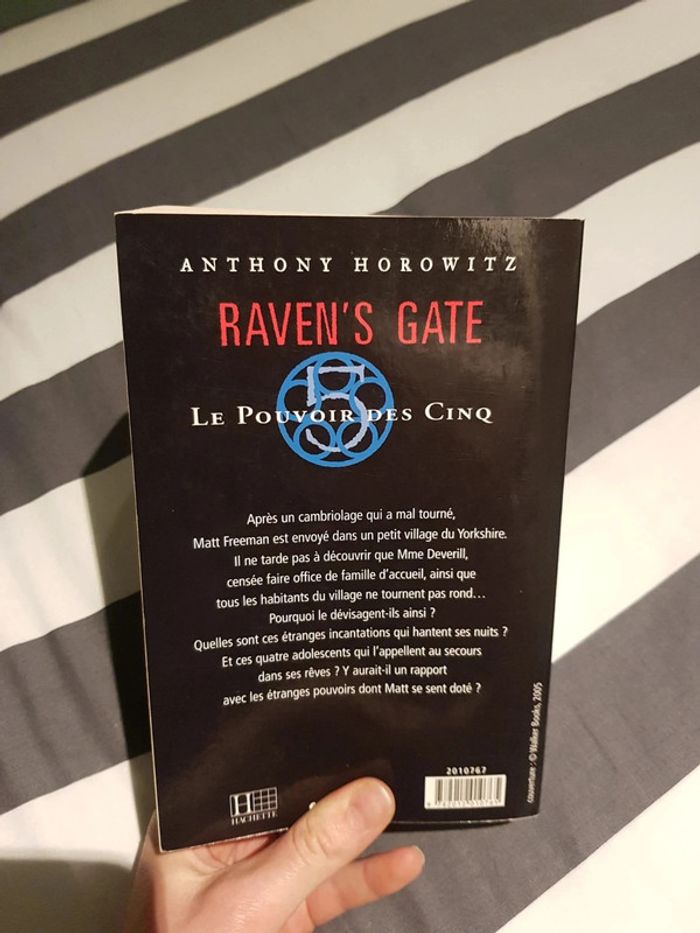 ANTHONY HOROWITZ
RAVEN'S GATE
5
LE POUVOIR DES CINQ
Après un cambriolage qui a mal tourné,
Matt Freeman est envoyé dans un petit village du Yorkshire.
Il ne tarde pas à découvrir que Mme Deverill,
censée faire office de famille d'accueil, ainsi que
tous les habitants du village ne tournent pas rond...
Pourquoi le dévisagent-ils ainsi ?
Quelles sont ces étranges incantations qui hantent ses nuits ?
Et ces quatre adolescents qui l'appellent au secours
dans ses rêves ? Y aurait-il un rapport
avec les étranges pouvoirs dont Matt se sent doté ?
couverture : © Walker Books, 2005
2010767
H
HACHETTE